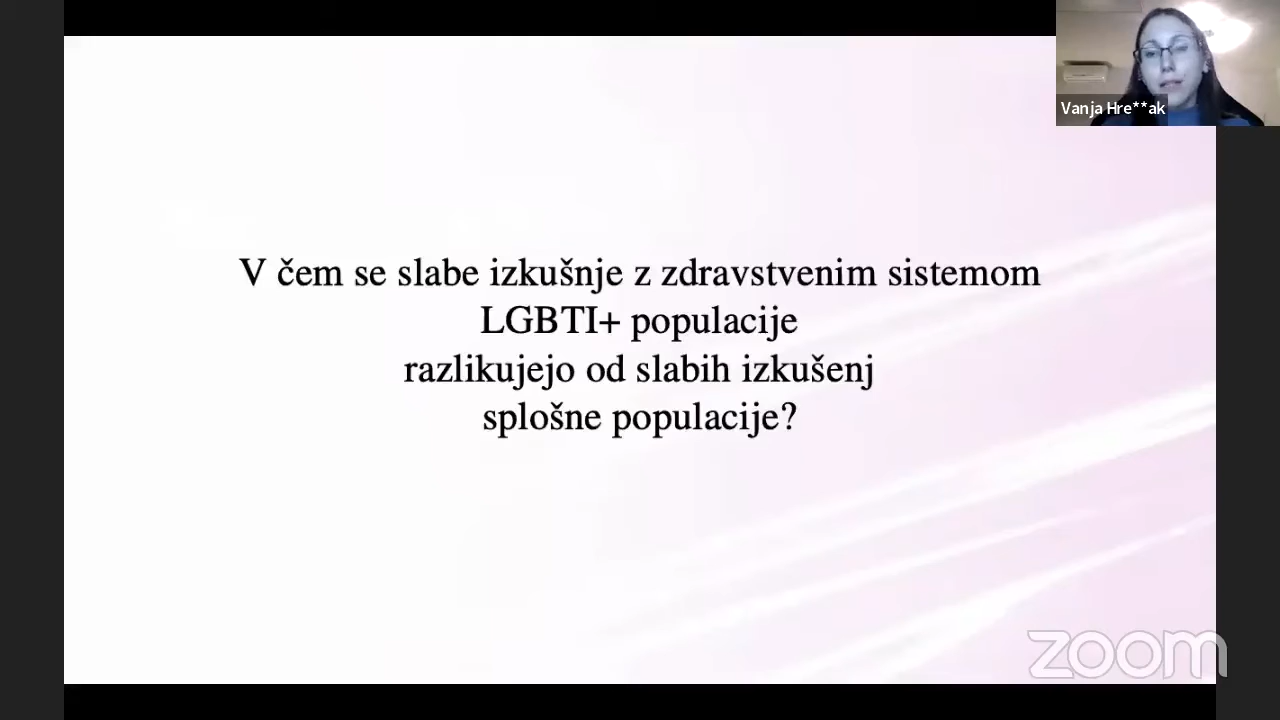 Vanja Hre**ak
V čem se slabe izkušnje z zdravstvenim sistemom
LGBTI+ populacije
razlikujejo od slabih izkušenj
splošne populacije?
zoom